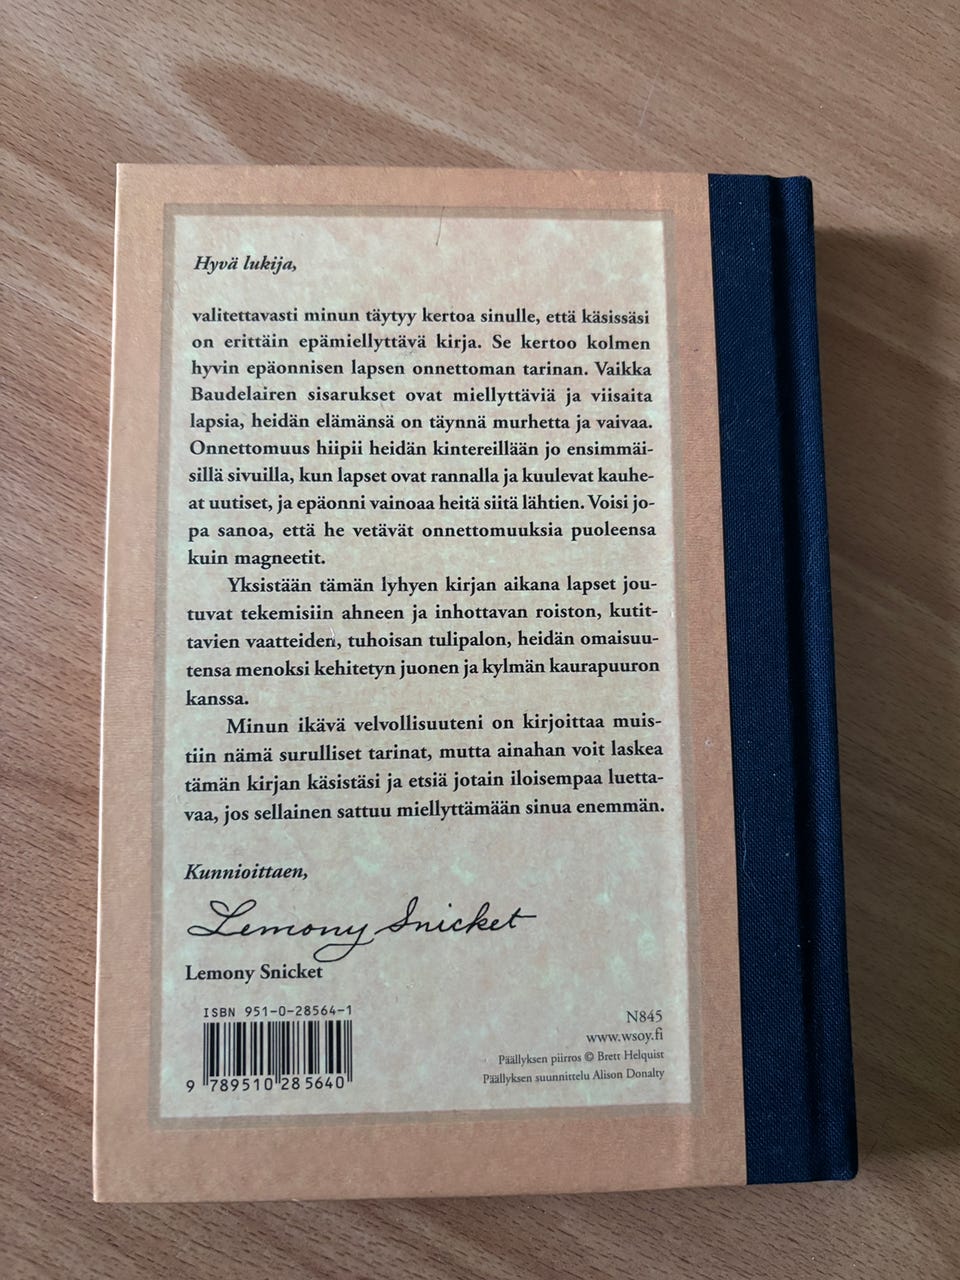 Hyvä lukija,
valitettavasti minun täytyy kertoa sinulle, että käsissäsi
on erittäin epämiellyttävä kirja. Se kertoo kolmen
hyvin epäonnisen lapsen onnettoman tarinan. Vaikka
Baudelairen sisarukset ovat miellyttäviä ja viisaita
lapsia, heidän elämänsä on täynnä murhetta ja vaivaa.
Onnettomuus hiipii heidän kintereillään jo ensimmäi-
sillä sivuilla, kun lapset ovat rannalla ja kuulevat kauhe-
at uutiset, ja epäonni vainoaa heitä siitä lähtien. Voisi jo-
pa sanoa, että he vetävät onnettomuuksia puoleensa
kuin magneetit.
Yksistään tämän lyhyen kirjan aikana lapset jou-
tuvat tekemisiin ahneen ja inhottavan roiston, kutit-
tavien vaatteiden, tuhoisan tulipalon, heidän omaisuu-
tensa menoksi kehitetyn juonen ja kylmän kaurapuuron
kanssa.
Minun ikävä velvollisuuteni on kirjoittaa muis-
tiin nämä surulliset tarinat, mutta ainahan voit laskea
tämän kirjan käsistäsi ja etsiä jotain iloisempaa luetta-
vaa, jos sellainen sattuu miellyttämään sinua enemmän.
Kunnioittaen,
Lemony Snicket
Lemony Snicket
ISBN 951-0-28564-1
9 789510 285640
N845
www.wsoy.fi
Päällyksen piirros © Brett Helquist
Päällyksen suunnittelu Alison Donalty